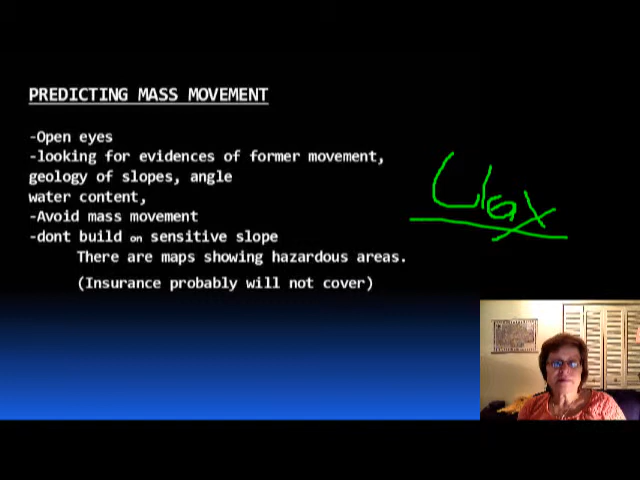 PREDICTING MASS MOVEMENT
-Open eyes
-looking for evidences of former movement,
geology of slopes, angle
water content,
-Avoid mass movement
-dont build on sensitive slope
There are maps showing hazardous areas.
(Insurance probably will not cover)